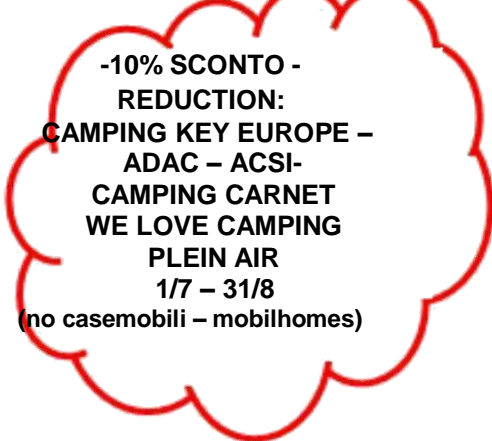 -10% SCONTO -
REDUCTION:
CAMPING KEY EUROPE –
ADAC – ACSI-
CAMPING CARNET
WE LOVE CAMPING
PLEIN AIR
1/7 – 31/8
(no casemobili – mobilhomes)